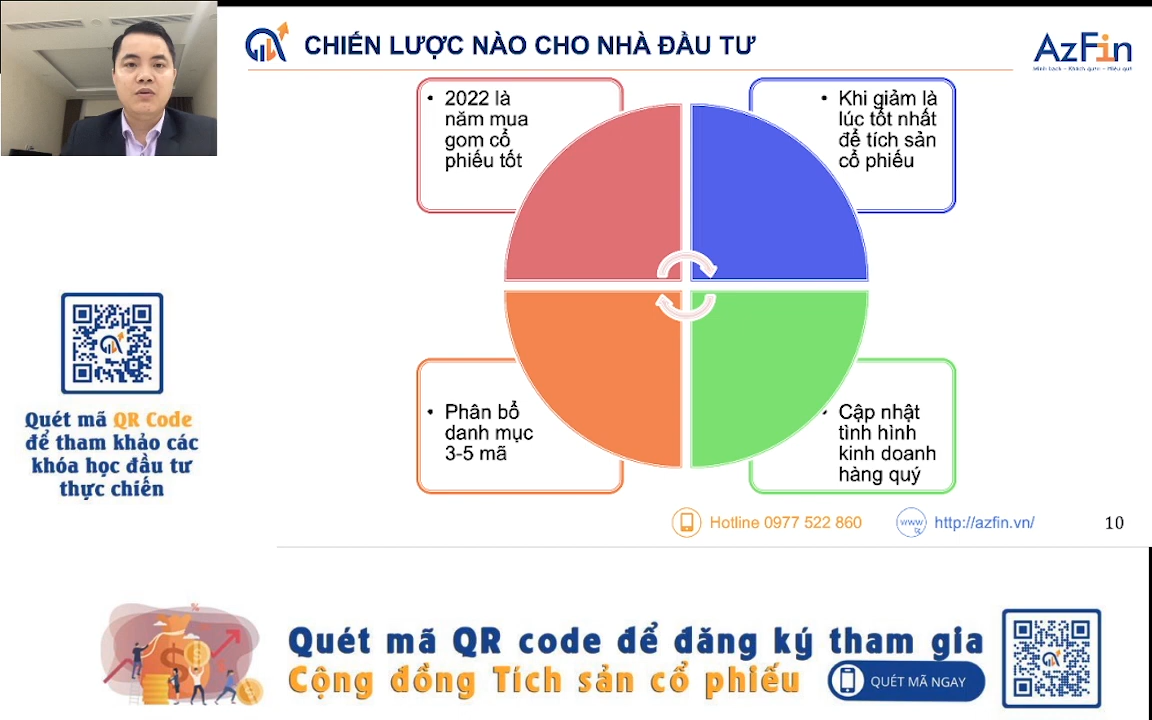 CHIẾN LƯỢC NÀO CHO NHÀ ĐẦU TƯ
AzFin
• 2022 là
năm mua
gom cổ
phiếu tốt
• Khi giảm là
lúc tốt nhất
để tích sản
cổ phiếu
• Phân bổ
danh mục
3-5 mã
• Cập nhật
tình hình
kinh doanh
hàng quý
Quét mã QR Code
để tham khảo các
khóa học đầu tư
thực chiến
Hotline 0977 522 860
www
http://azfin.vn/
10
Quét mã QR code để đăng ký tham gia
Cộng đồng Tích sản cổ phiếu
QUÉT MÃ NGAY